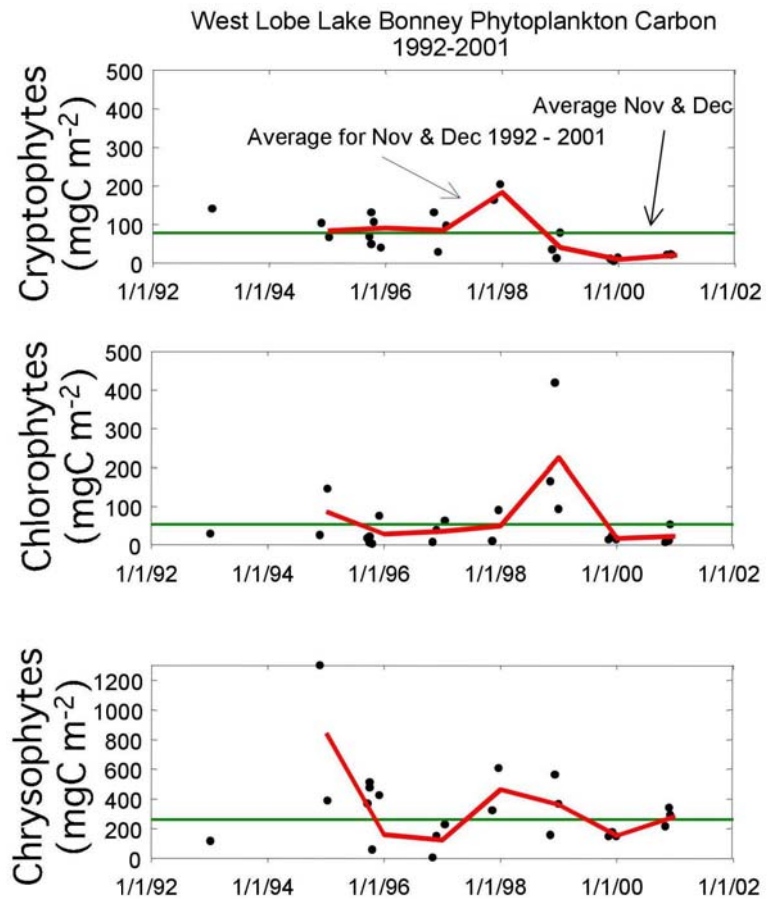 West Lobe Lake Bonney Phytoplankton Carbon
1992-2001
Cryptophytes
(mgC m-2)
500
400
300
200
100
0
Average Nov & Dec
Average for Nov & Dec 1992 - 2001
1/1/92 1/1/94 1/1/96 1/1/98 1/1/00 1/1/02
Chlorophytes
(mgC m-2)
500
400
300
200
100
0
1/1/92 1/1/94 1/1/96 1/1/98 1/1/00 1/1/02
Chrysophytes
(mgC m-2)
1200
1000
800
600
400
200
0
1/1/92 1/1/94 1/1/96 1/1/98 1/1/00 1/1/02